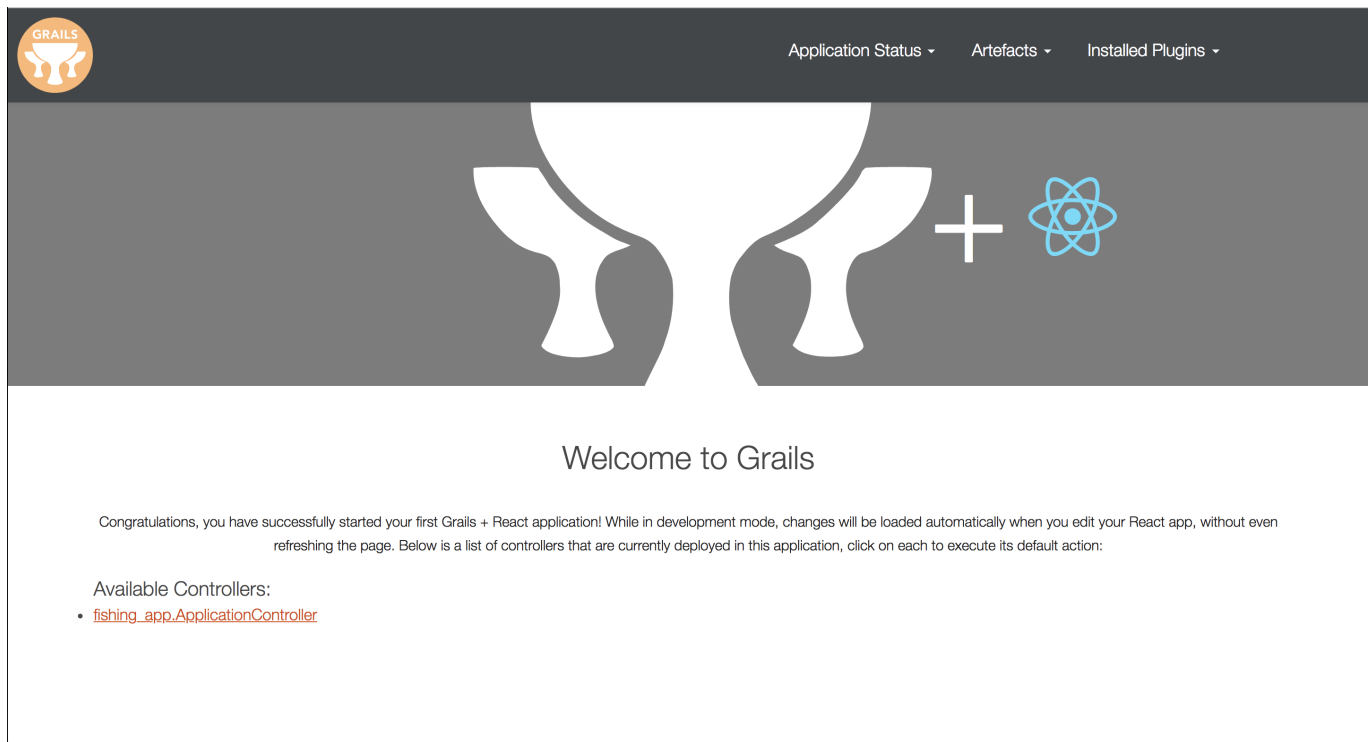 GRAILS
Application Status
Artefacts
Installed Plugins
Welcome to Grails
Congratulations, you have successfully started your first Grails + React application! While in development mode, changes will be loaded automatically when you edit your React app, without even
refreshing the page. Below is a list of controllers that are currently deployed in this application, click on each to execute its default action:
Available Controllers:
fishing_app.ApplicationController